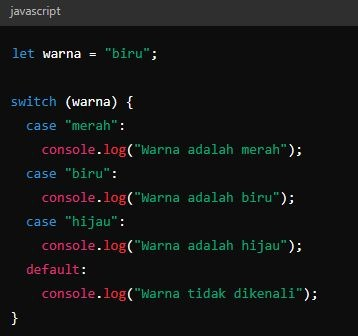 javascript
let warna = "biru";
switch (warna) {
case "merah":
console.log("Warna adalah merah");
case "biru":
console.log("Warna adalah biru");
case "hijau":
console.log("Warna adalah hijau");
default:
console.log("Warna tidak dikenali");
}